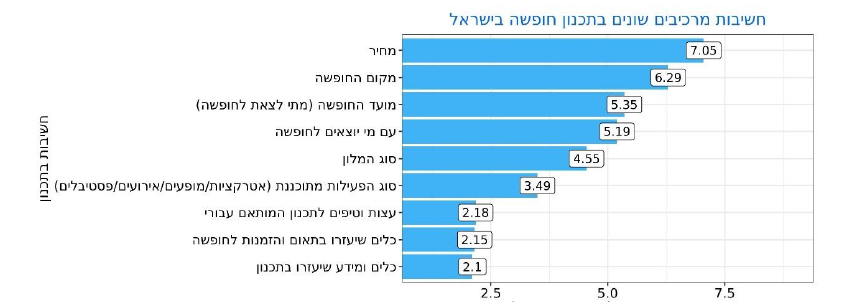 חשיבות מרכיבים שונים בתכנון חופשה בישראל
חשיבות בתכנון
מחיר 7.05
מקום החופשה 6.29
מועד החופשה (מתי לצאת לחופשה) 5.35
עם מי יוצאים לחופשה 5.19
סוג המלון 4.55
סוג הפעילות מתוכננת (אטרקציות/מופעים/אירועים/פסטיבלים) 3.49
עצות וטיפים לתכנון המותאם עבורי 2.18
כלים שיעזרו בתאום והזמנות לחופשה 2.15
כלים ומידע שיעזרו בתכנון 2.1
2.5 5.0 7.5